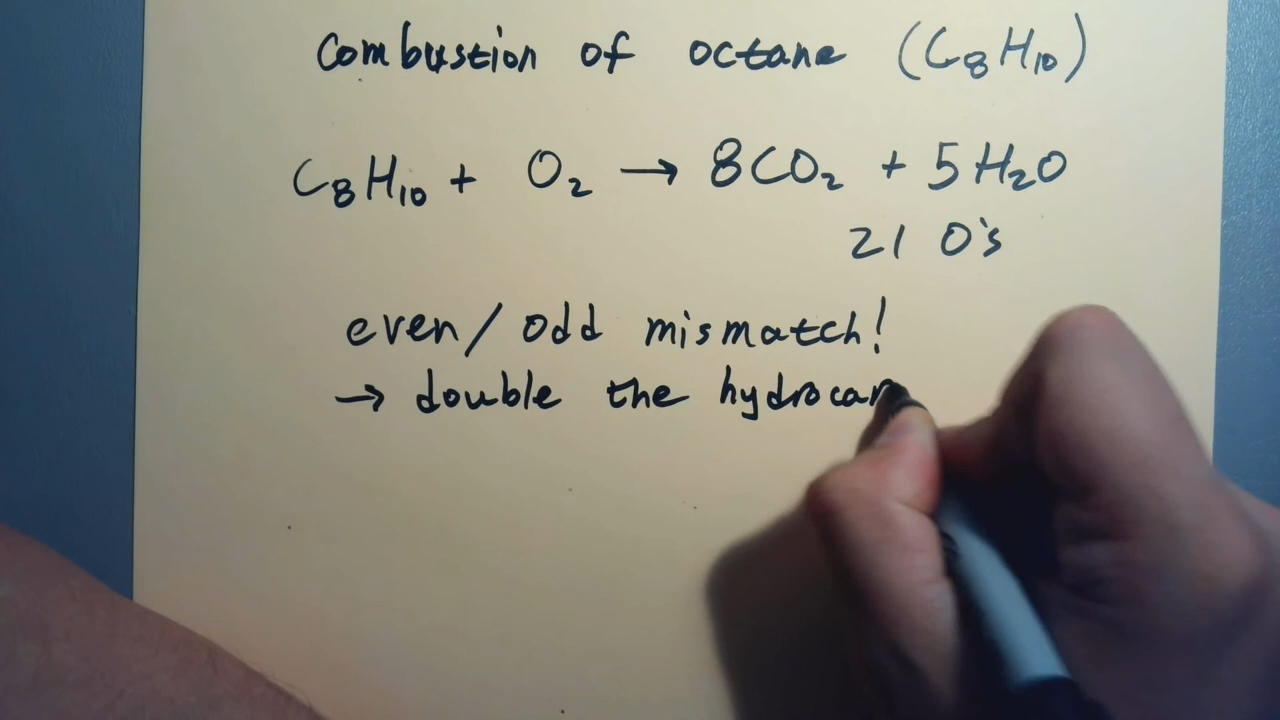 Combustion of octane (C₈H₁₀)
C₈H₁₀ + O₂ → 8CO₂ + 5H₂O
21 O's
even/odd mismatch!
→ double the hydrocar